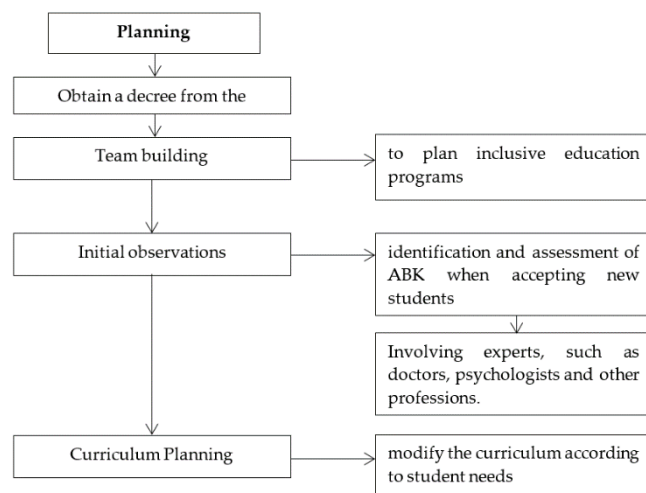 Planning
Obtain a decree from the
Team building
to plan inclusive education
programs
Initial observations
identification and assessment of
ABK when accepting new
students
Involving experts, such as
doctors, psychologists and other
professions.
Curriculum Planning
modify the curriculum according
to student needs